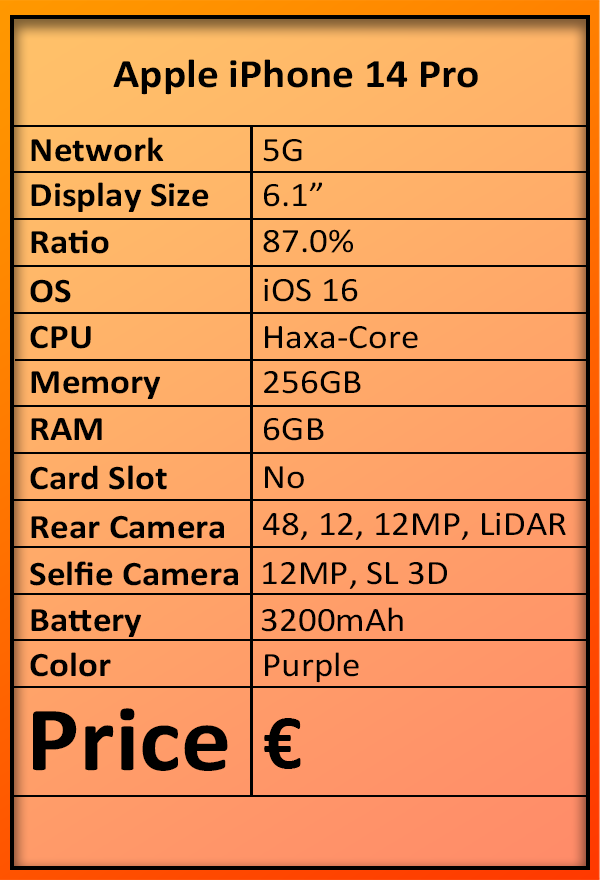 Apple iPhone 14 Pro
Network 5G
Display Size 6.1”
Ratio 87.0%
OS iOS 16
CPU Haxa-Core
Memory 256GB
RAM 6GB
Card Slot No
Rear Camera 48, 12, 12MP, LiDAR
Selfie Camera 12MP, SL 3D
Battery 3200mAh
Color Purple
Price €